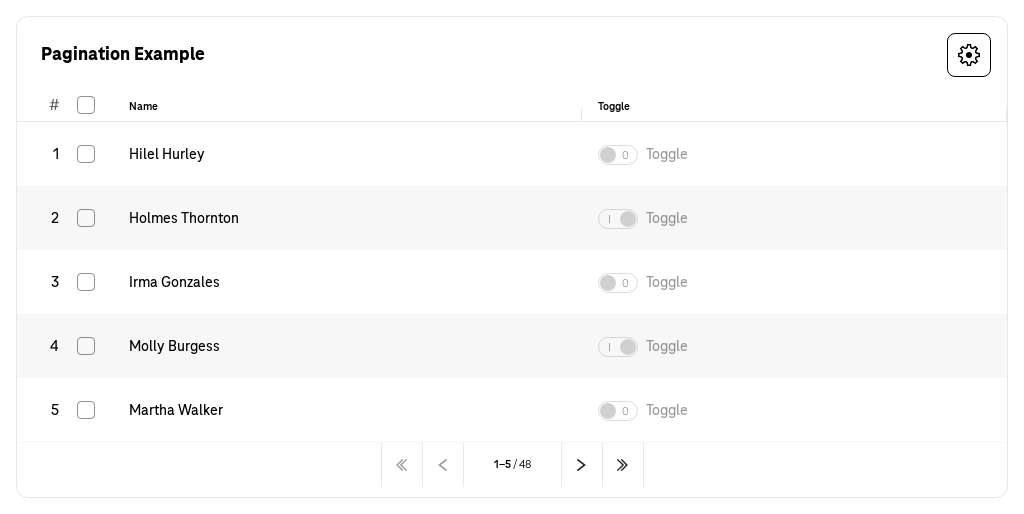 Pagination Example
# Name Toggle
1 Hilel Hurley 0 Toggle
2 Holmes Thornton I Toggle
3 Irma Gonzales 0 Toggle
4 Molly Burgess I Toggle
5 Martha Walker 0 Toggle
1–5 / 48